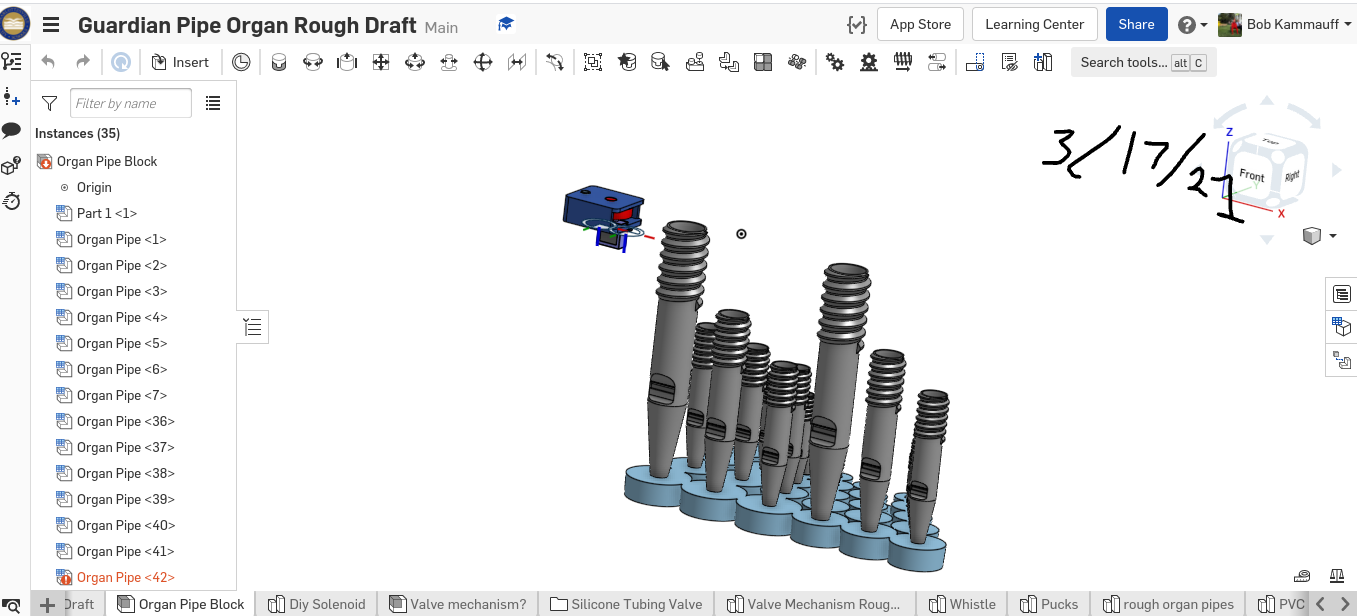 Guardian Pipe Organ Rough Draft Main
App Store
Learning Center
Share
Bob Kammauff
Insert
Search tools... alt C
Filter by name
Instances (35)
Organ Pipe Block
Origin
Part 1 <1>
Organ Pipe <1>
Organ Pipe <2>
Organ Pipe <3>
Organ Pipe <4>
Organ Pipe <5>
Organ Pipe <6>
Organ Pipe <7>
Organ Pipe <36>
Organ Pipe <37>
Organ Pipe <38>
Organ Pipe <39>
Organ Pipe <40>
Organ Pipe <41>
Organ Pipe <42>
3/17/21
Z
Top
Front
Right
Y
X
Draft
Organ Pipe Block
Diy Solenoid
Valve mechanism?
Silicone Tubing Valve
Valve Mechanism Roug...
Whistle
Pucks
rough organ pipes
PVC